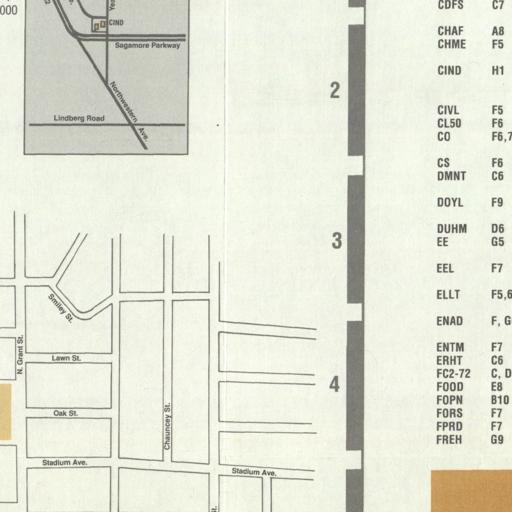 000
CIND
Sagamore Parkway
Northwestern Ave.
Lindberg Road
2
3
4
Smiley St.
N. Grant St.
Lawn St.
Oak St.
Chauncey St.
Stadium Ave.
Stadium Ave.
St.
CDFS C7
CHAF A8
CHME F5
CIND H1
CIVL F5
CL50 F6
CO F6,7
CS F6
DMNT C6
DOYL F9
DUHM D6
EE G5
EEL F7
ELLT F5,6
ENAD F, G
ENTM F7
ERHT C6
FC2-72 C, D
FOOD E8
FOPN B10
FORS F7
FPRD F7
FREH G9